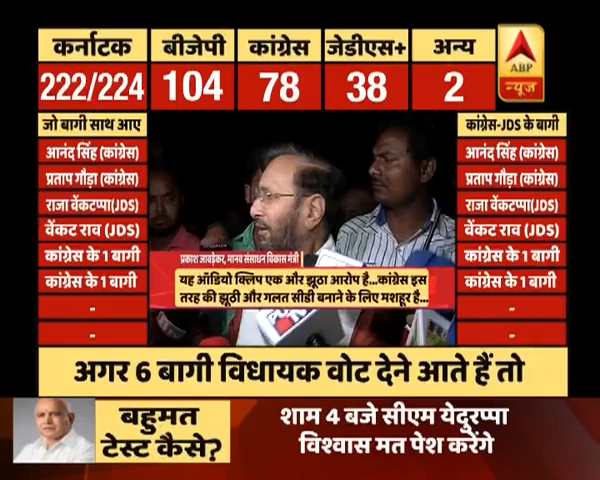 कर्नाटक बीजेपी कांग्रेस जेडीएस+ अन्य
222/224 104 78 38 2
ABP
न्यूज़
जो बागी साथ आए
आनंद सिंह (कांग्रेस)
प्रताप गौड़ा (कांग्रेस)
राजा वेंकटप्पा(JDS)
वेंकट राव (JDS)
कांग्रेस के 1 बागी
कांग्रेस के 1 बागी
-
-
कांग्रेस-JDS के बागी
आनंद सिंह (कांग्रेस)
प्रताप गौड़ा (कांग्रेस)
राजा वेंकटप्पा(JDS)
वेंकट राव (JDS)
कांग्रेस के 1 बागी
कांग्रेस के 1 बागी
-
-
प्रकाश जावड़ेकर, मानव संसाधन विकास मंत्री
यह ऑडियो क्लिप एक और झूठा आरोप है...कांग्रेस इस
तरह की झूठी और गलत सीडी बनाने के लिए मशहूर है...
अगर 6 बागी विधायक वोट देने आते हैं तो
बहुमत
टेस्ट कैसे?
शाम 4 बजे सीएम येदुरप्पा
विश्वास मत पेश करेंगे